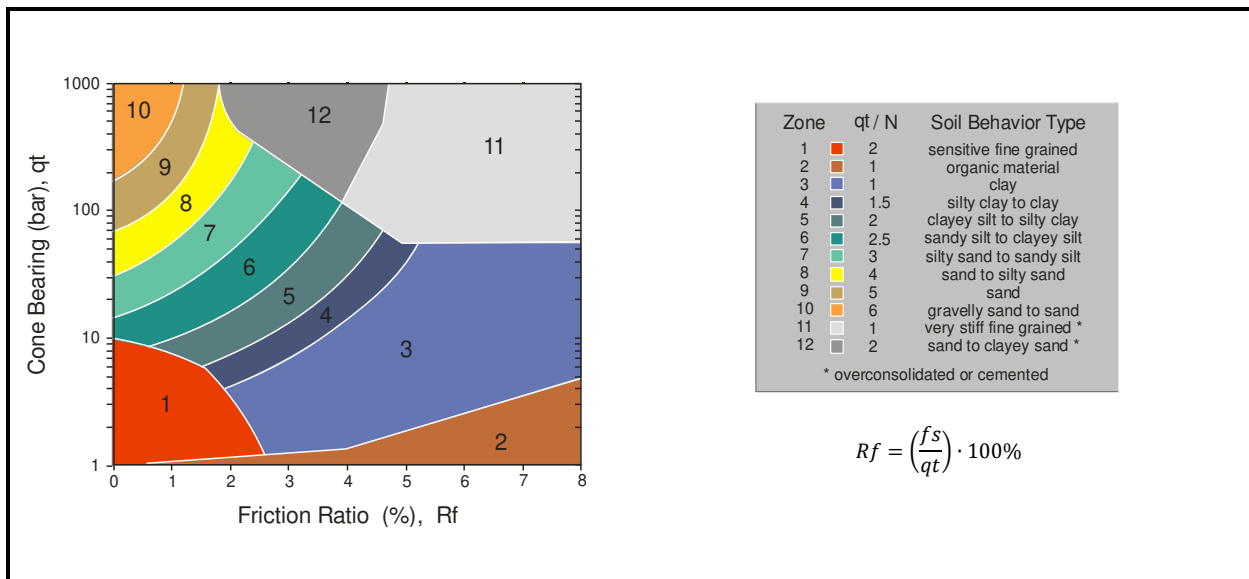 1000
100
10
1
Cone Bearing (bar), qt
10
12
11
9
8
7
6
5
4
3
1
2
0 1 2 3 4 5 6 7 8
Friction Ratio (%), Rf
Zone qt / N Soil Behavior Type
1 2 sensitive fine grained
2 1 organic material
3 1 clay
4 1.5 silty clay to clay
5 2 clayey silt to silty clay
6 2.5 sandy silt to clayey silt
7 3 silty sand to sandy silt
8 4 sand to silty sand
9 5 sand
10 6 gravelly sand to sand
11 1 very stiff fine grained *
12 2 sand to clayey sand *
* overconsolidated or cemented
Rf = (fs/qt) · 100%